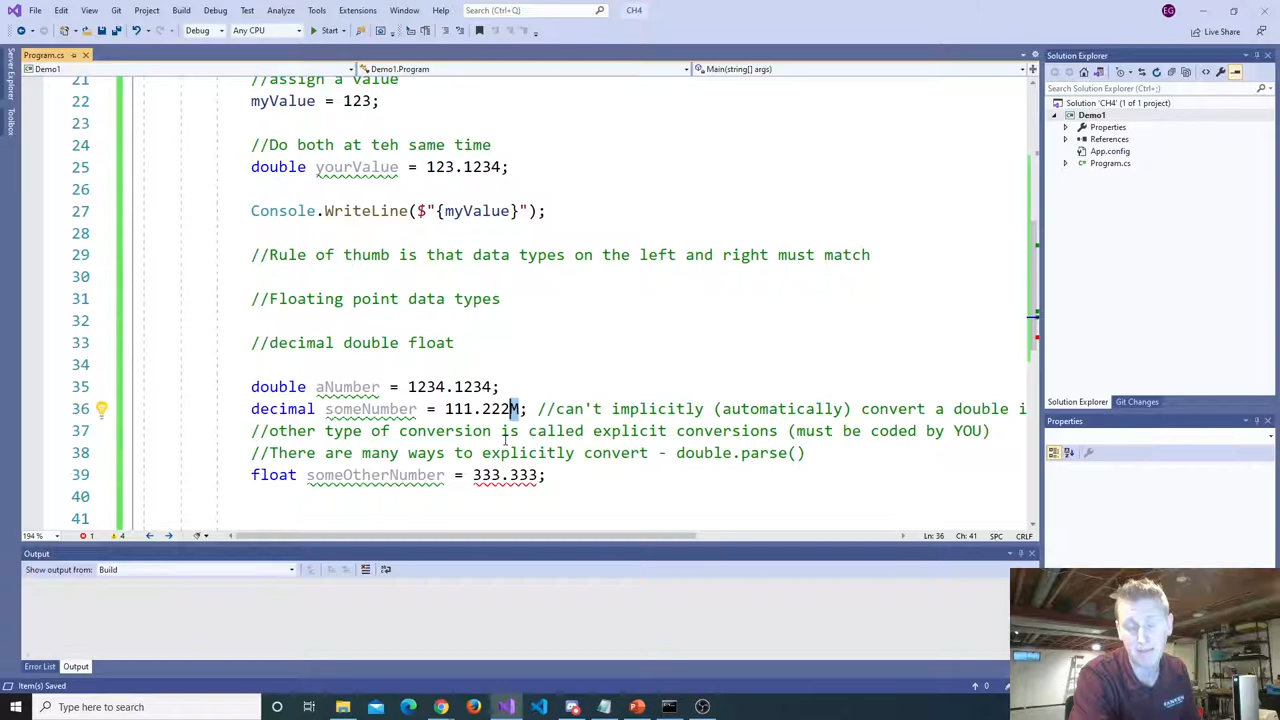 File Edit View Git Project Build Debug Test Analyze Tools Extensions Window Help Search (Ctrl+Q) CH4 EG
Debug Any CPU Start Live Share
Program.cs
Demo1 Demo1.Program Main(string[] args)
Server Explorer
Toolbox
21 //assign a value
22 myValue = 123;
23
24 //Do both at teh same time
25 double yourValue = 123.1234;
26
27 Console.WriteLine($"{myValue}");
28
29 //Rule of thumb is that data types on the left and right must match
30
31 //Floating point data types
32
33 //decimal double float
34
35 double aNumber = 1234.1234;
36 decimal someNumber = 111.222M; //can't implicitly (automatically) convert a double i
37 //other type of conversion is called explicit conversions (must be coded by YOU)
38 //There are many ways to explicitly convert - double.parse()
39 float someOtherNumber = 333.333;
40
41
194 % 1 4 Ln: 36 Ch: 41 SPC CRLF
Solution Explorer
Search Solution Explorer (Ctrl+;)
Solution 'CH4' (1 of 1 project)
Demo1
Properties
References
App.config
Program.cs
Solution Explorer Git Changes
Properties
Output
Show output from: Build
Error List Output
Item(s) Saved 0
Type here to search